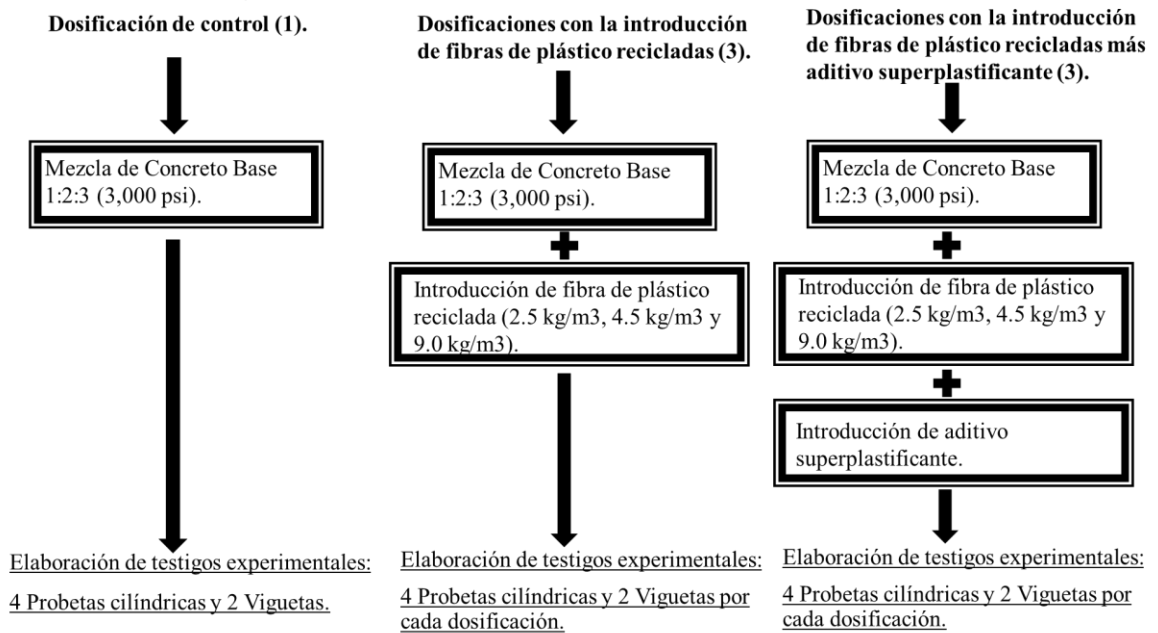 Dosificación de control (1).
Mezcla de Concreto Base
1:2:3 (3,000 psi).
Elaboración de testigos experimentales:
4 Probetas cilíndricas y 2 Viguetas.
Dosificaciones con la introducción
de fibras de plástico recicladas (3).
Mezcla de Concreto Base
1:2:3 (3,000 psi).
Introducción de fibra de plástico
reciclada (2.5 kg/m3, 4.5 kg/m3 y
9.0 kg/m3).
Elaboración de testigos experimentales:
4 Probetas cilíndricas y 2 Viguetas por
cada dosificación.
Dosificaciones con la introducción
de fibras de plástico recicladas más
aditivo superplastificante (3).
Mezcla de Concreto Base
1:2:3 (3,000 psi).
Introducción de fibra de plástico
reciclada (2.5 kg/m3, 4.5 kg/m3 y
9.0 kg/m3).
Introducción de aditivo
superplastificante.
Elaboración de testigos experimentales:
4 Probetas cilíndricas y 2 Viguetas por
cada dosificación.